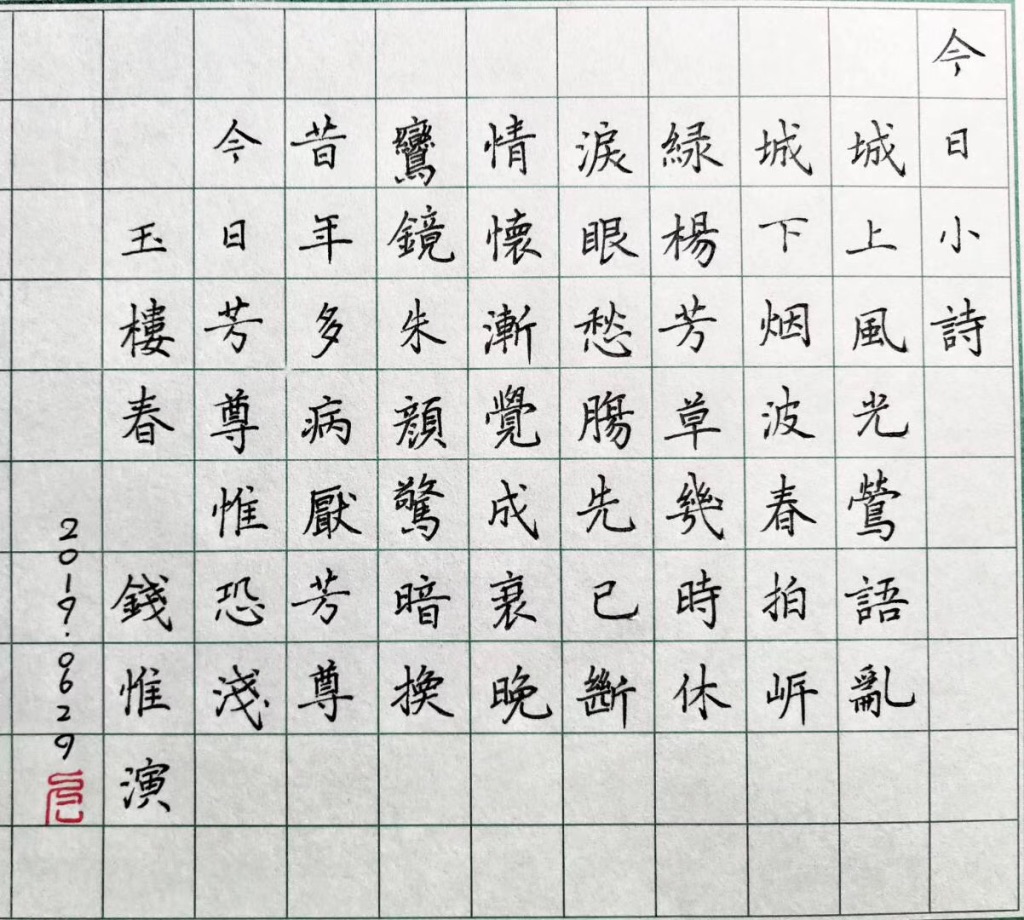 今日小詩
城上風光鶯語亂
城下烟波春拍岍
緑楊芳草幾時休
淚眼愁腸先已斷
情懷漸覺成衰晚
鸞鏡朱顔驚暗換
昔年多病厭芳尊
今日芳尊惟恐淺
玉樓春 錢惟演
2019.0629